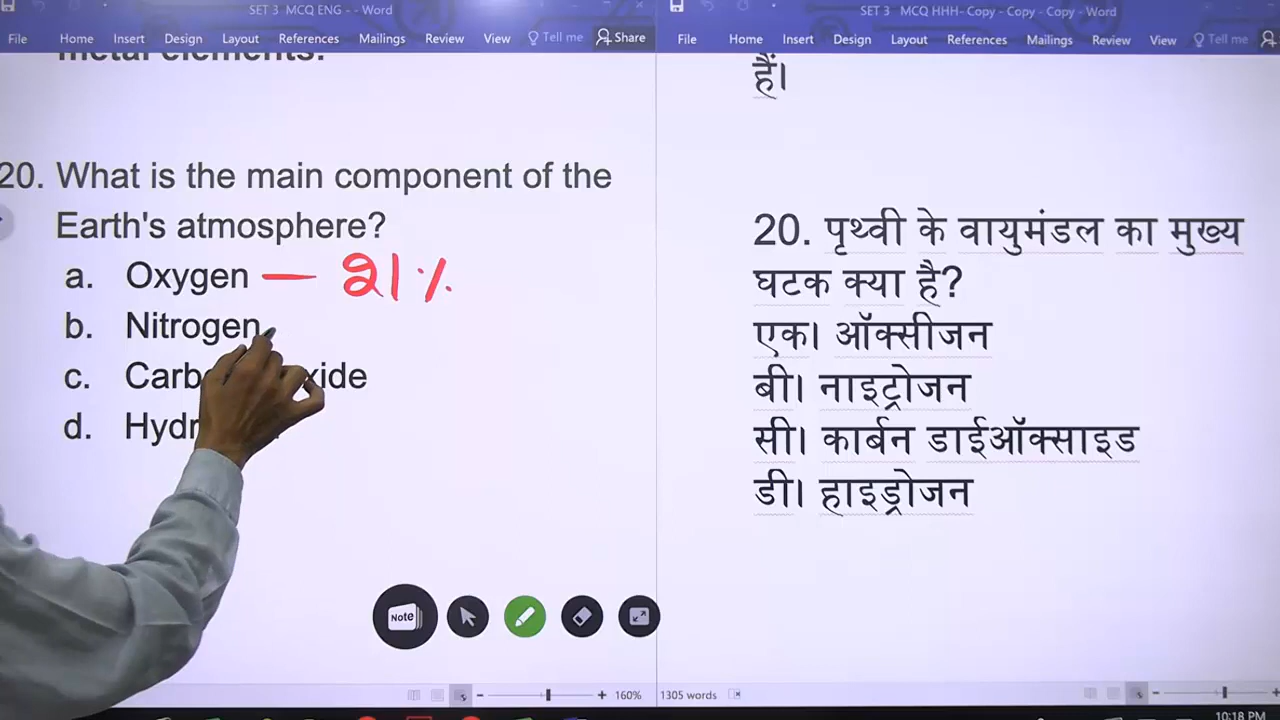 SET 3 MCQ ENG - - Word
File Home Insert Design Layout References Mailings Review View Tell me Share
metal elements.
20. What is the main component of the
Earth's atmosphere?
a. Oxygen — 21%
b. Nitrogen
c. Carb xide
d. Hydr
Note
160%
SET 3 MCQ HHH- Copy - Copy - Copy - Word
File Home Insert Design Layout References Mailings Review View Tell me
हैं।
20. पृथ्वी के वायुमंडल का मुख्य
घटक क्या है?
एक। ऑक्सीजन
बी। नाइट्रोजन
सी। कार्बन डाईऑक्साइड
डी। हाइड्रोजन
1305 words
10:18 PM